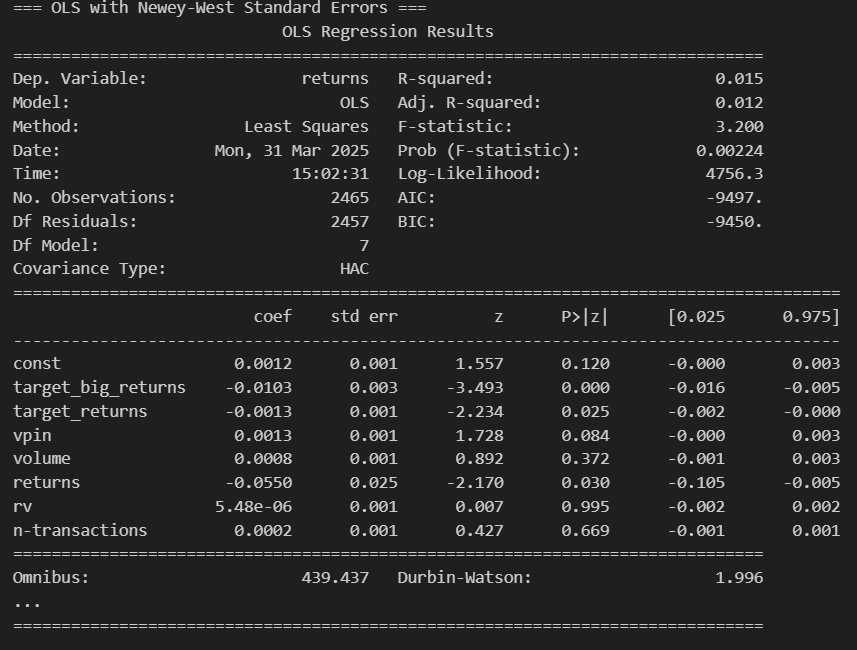 === OLS with Newey-West Standard Errors ===
OLS Regression Results
==============================================================================
Dep. Variable: returns R-squared: 0.015
Model: OLS Adj. R-squared: 0.012
Method: Least Squares F-statistic: 3.200
Date: Mon, 31 Mar 2025 Prob (F-statistic): 0.00224
Time: 15:02:31 Log-Likelihood: 4756.3
No. Observations: 2465 AIC: -9497.
Df Residuals: 2457 BIC: -9450.
Df Model: 7
Covariance Type: HAC
======================================================================================
coef std err z P>|z| [0.025 0.975]
--------------------------------------------------------------------------------------
const 0.0012 0.001 1.557 0.120 -0.000 0.003
target_big_returns -0.0103 0.003 -3.493 0.000 -0.016 -0.005
target_returns -0.0013 0.001 -2.234 0.025 -0.002 -0.000
vpin 0.0013 0.001 1.728 0.084 -0.000 0.003
volume 0.0008 0.001 0.892 0.372 -0.001 0.003
returns -0.0550 0.025 -2.170 0.030 -0.105 -0.005
rv 5.48e-06 0.001 0.007 0.995 -0.002 0.002
n-transactions 0.0002 0.001 0.427 0.669 -0.001 0.001
==============================================================================
Omnibus: 439.437 Durbin-Watson: 1.996
...
==============================================================================